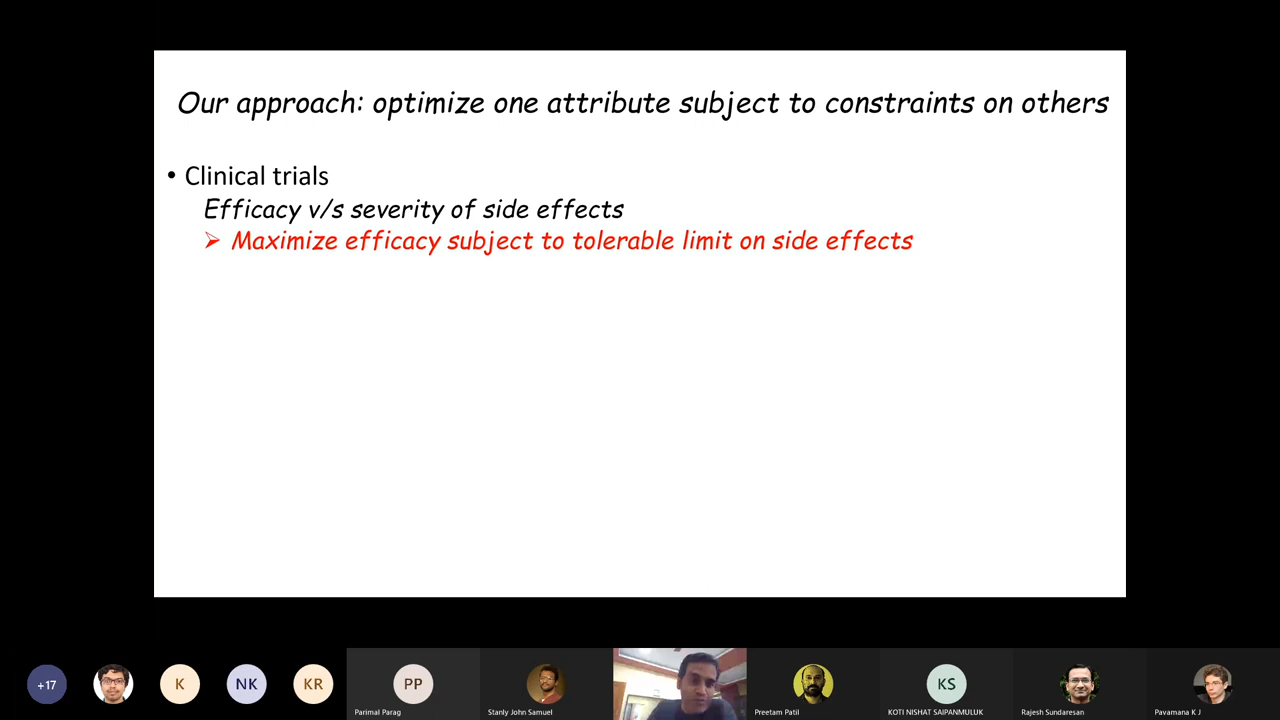 Our approach: optimize one attribute subject to constraints on others
• Clinical trials
Efficacy v/s severity of side effects
➢ Maximize efficacy subject to tolerable limit on side effects
+17
K
NK
KR
PP
KS
Parimal Parag
Stanly John Samuel
Preetam Patil
KOTI NISHAT SAIPANMULUK
Rajesh Sundaresan
Pavamana K J